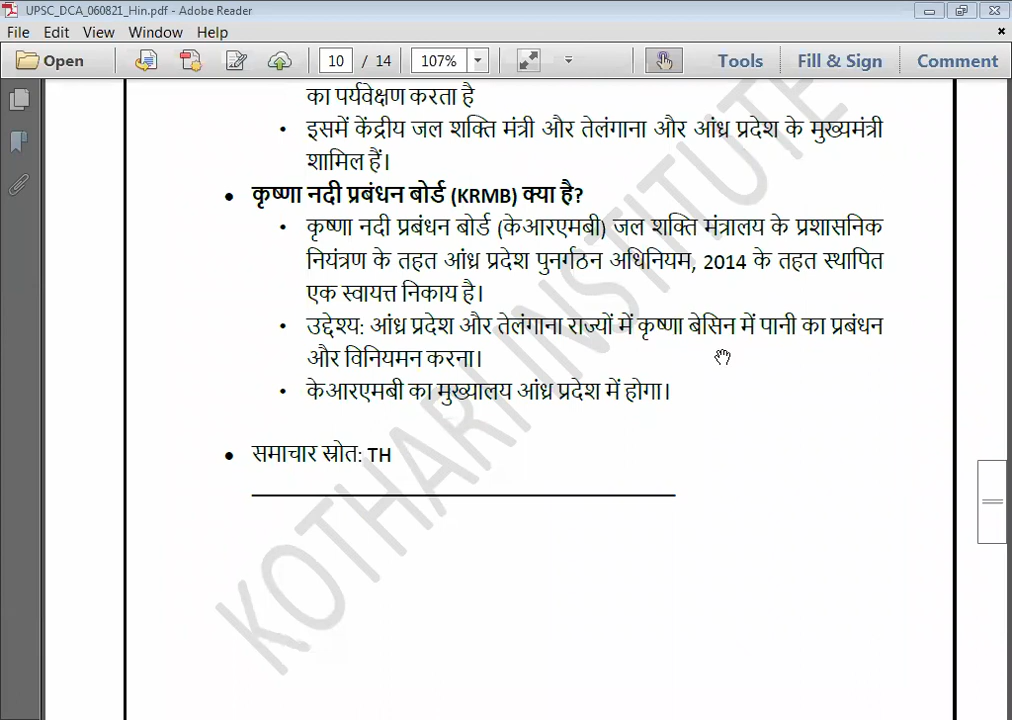 UPSC_DCA_060821_Hin.pdf - Adobe Reader
File Edit View Window Help
Open 10 / 14 107% Tools Fill & Sign Comment
का पर्यवेक्षण करता है
• इसमें केंद्रीय जल शक्ति मंत्री और तेलंगाना और आंध्र प्रदेश के मुख्यमंत्री
शामिल हैं।
• कृष्णा नदी प्रबंधन बोर्ड (KRMB) क्या है?
• कृष्णा नदी प्रबंधन बोर्ड (केआरएमबी) जल शक्ति मंत्रालय के प्रशासनिक
नियंत्रण के तहत आंध्र प्रदेश पुनर्गठन अधिनियम, 2014 के तहत स्थापित
एक स्वायत्त निकाय है।
• उद्देश्य: आंध्र प्रदेश और तेलंगाना राज्यों में कृष्णा बेसिन में पानी का प्रबंधन
और विनियमन करना।
• केआरएमबी का मुख्यालय आंध्र प्रदेश में होगा।
• समाचार स्रोत: TH
KOTHARI INSTITUTE